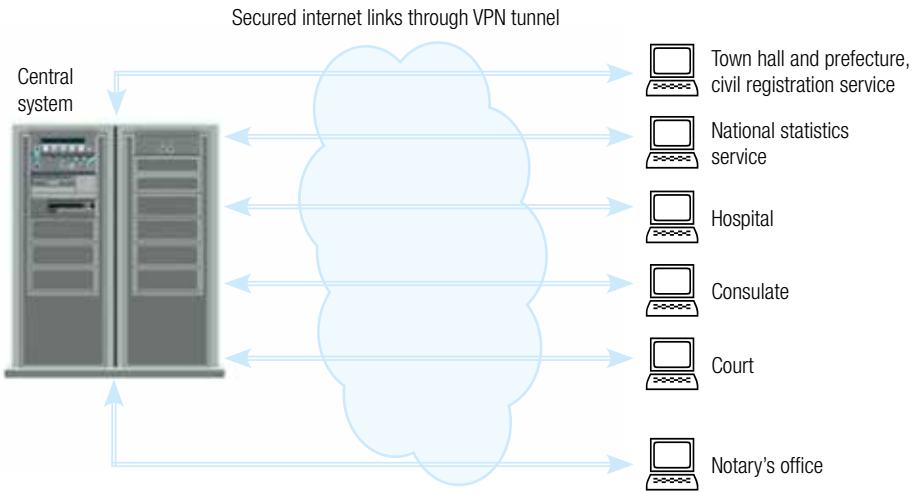 Secured internet links through VPN tunnel
Central
system
Town hall and prefecture,
civil registration service
National statistics
service
Hospital
Consulate
Court
Notary's office